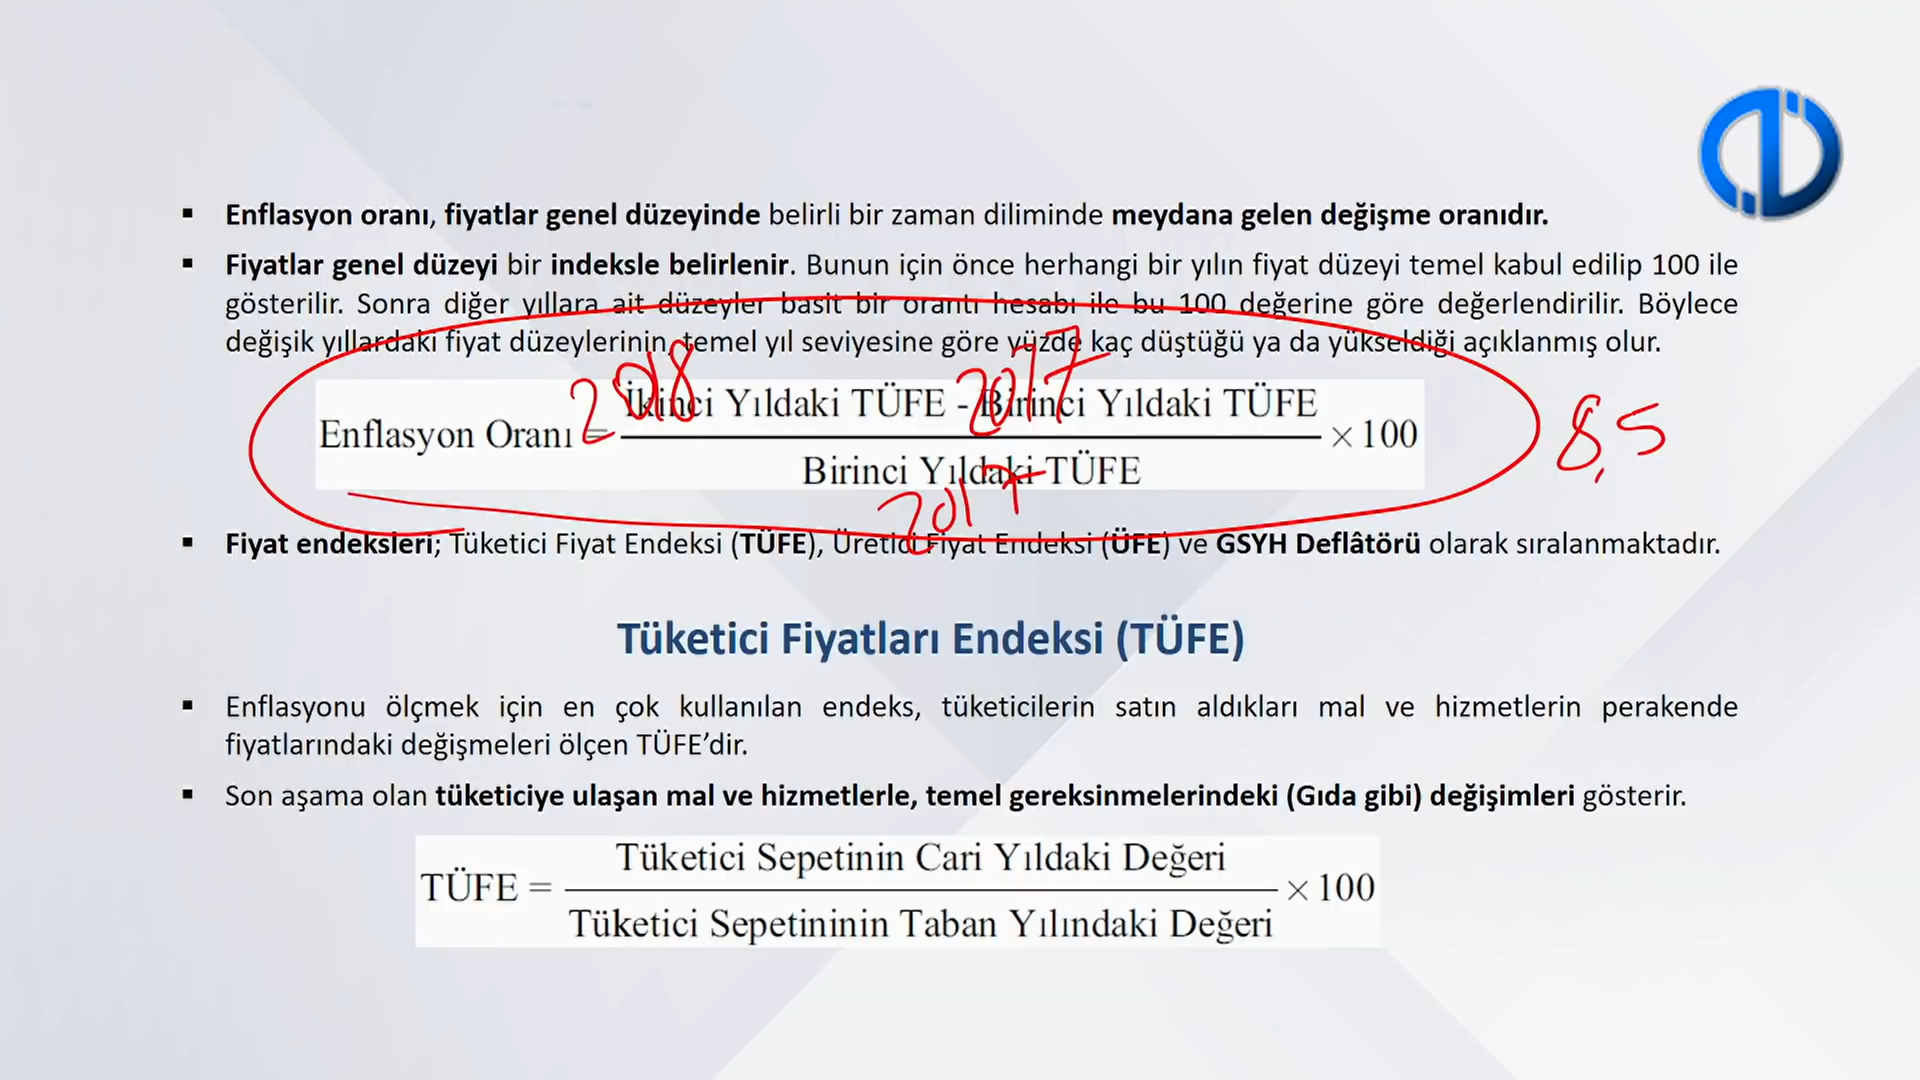 ▪ Enflasyon oranı, fiyatlar genel düzeyinde belirli bir zaman diliminde meydana gelen değişme oranıdır.
▪ Fiyatlar genel düzeyi bir indeksle belirlenir. Bunun için önce herhangi bir yılın fiyat düzeyi temel kabul edilip 100 ile
gösterilir. Sonra diğer yıllara ait düzeyler basit bir orantı hesabı ile bu 100 değerine göre değerlendirilir. Böylece
değişik yıllardaki fiyat düzeylerinin, temel yıl seviyesine göre yüzde kaç düştüğü ya da yükseldiği açıklanmış olur.
2018 2017
İkinci Yıldaki TÜFE - Birinci Yıldaki TÜFE
Enflasyon Oranı = × 100 8,5
Birinci Yıldaki TÜFE
2017
▪ Fiyat endeksleri; Tüketici Fiyat Endeksi (TÜFE), Üretici Fiyat Endeksi (ÜFE) ve GSYH Deflâtörü olarak sıralanmaktadır.
Tüketici Fiyatları Endeksi (TÜFE)
▪ Enflasyonu ölçmek için en çok kullanılan endeks, tüketicilerin satın aldıkları mal ve hizmetlerin perakende
fiyatlarındaki değişmeleri ölçen TÜFE’dir.
▪ Son aşama olan tüketiciye ulaşan mal ve hizmetlerle, temel gereksinmelerindeki (Gıda gibi) değişimleri gösterir.
Tüketici Sepetinin Cari Yıldaki Değeri
TÜFE = × 100
Tüketici Sepetininin Taban Yılındaki Değeri